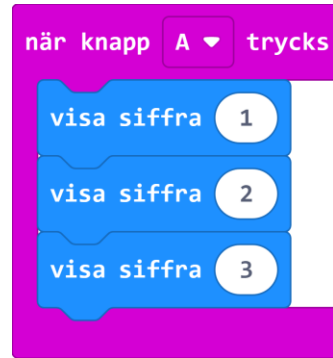 när knapp A trycks
visa siffra 1
visa siffra 2
visa siffra 3